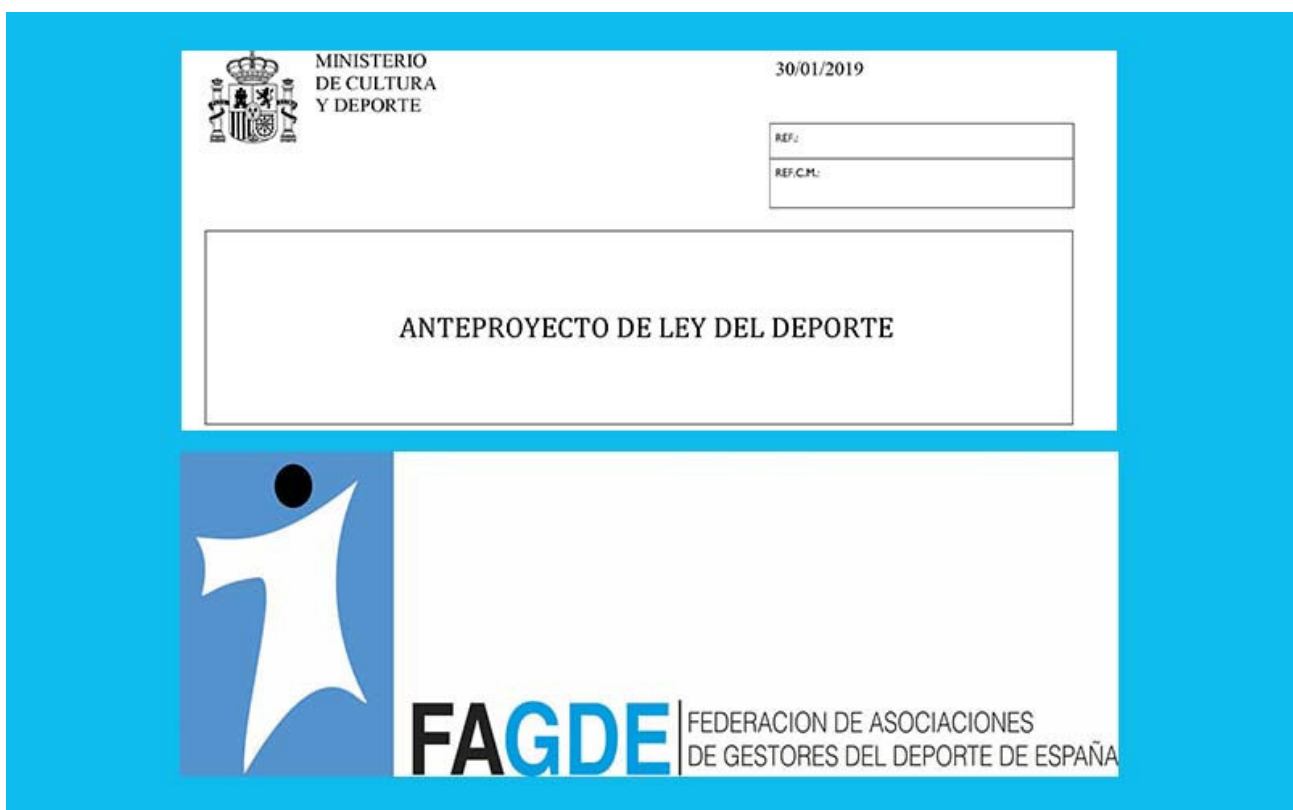 MINISTERIO
DE CULTURA
Y DEPORTE
30/01/2019
REF.:
REF.C.M.:
ANTEPROYECTO DE LEY DEL DEPORTE
FAGDE
FEDERACION DE ASOCIACIONES
DE GESTORES DEL DEPORTE DE ESPAÑA